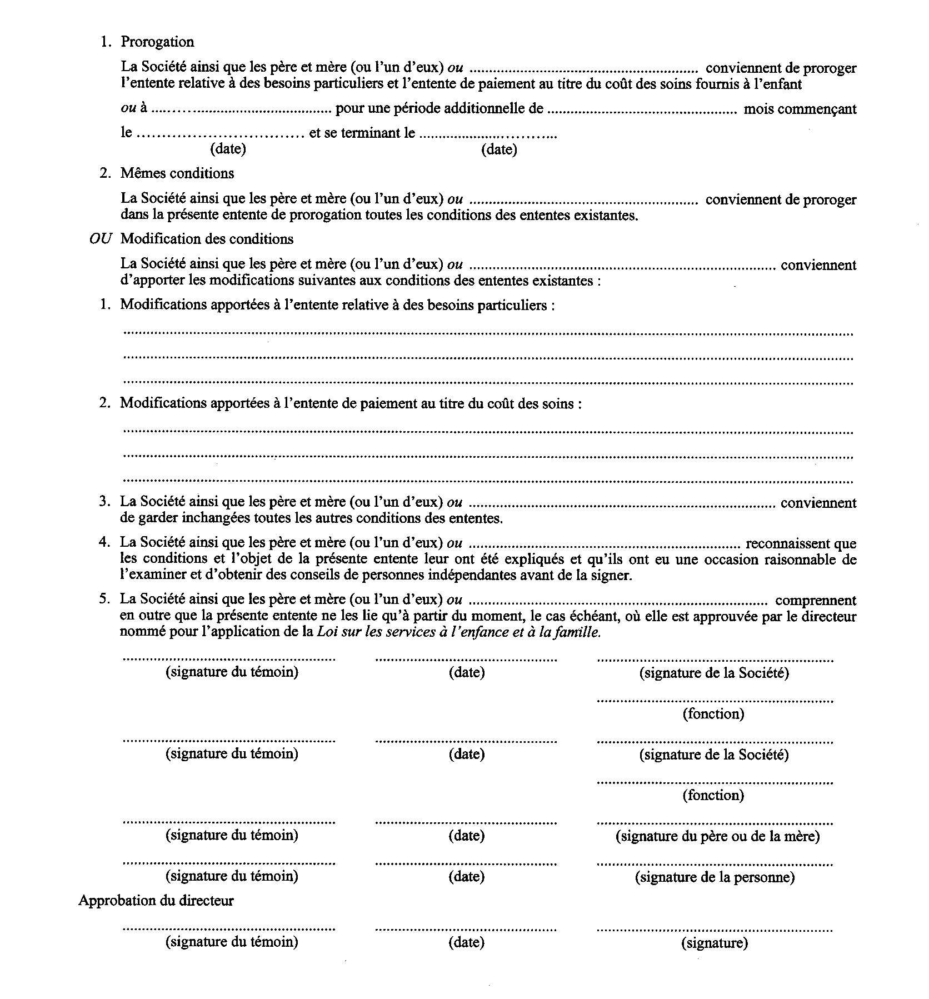 1. Prorogation
La Société ainsi que les père et mère (ou l'un d'eux) ou ........................................................... conviennent de proroger
l'entente relative à des besoins particuliers et l'entente de paiement au titre du coût des soins fournis à l'enfant
ou à .............................................. pour une période additionnelle de ................................................. mois commençant
le ................................. et se terminant le ...................................
(date) (date)
2. Mêmes conditions
La Société ainsi que les père et mère (ou l'un d'eux) ou ........................................................... conviennent de proroger
dans la présente entente de prorogation toutes les conditions des ententes existantes.
OU Modification des conditions
La Société ainsi que les père et mère (ou l'un d'eux) ou ............................................................................... conviennent
d'apporter les modifications suivantes aux conditions des ententes existantes :
1. Modifications apportées à l'entente relative à des besoins particuliers :
............................................................................................................................................
............................................................................................................................................
............................................................................................................................................
2. Modifications apportées à l'entente de paiement au titre du coût des soins :
............................................................................................................................................
............................................................................................................................................
............................................................................................................................................
3. La Société ainsi que les père et mère (ou l'un d'eux) ou ............................................................................... conviennent
de garder inchangées toutes les autres conditions des ententes.
4. La Société ainsi que les père et mère (ou l'un d'eux) ou ...................................................................... reconnaissent que
les conditions et l'objet de la présente entente leur ont été expliqués et qu'ils ont eu une occasion raisonnable de
l'examiner et d'obtenir des conseils de personnes indépendantes avant de la signer.
5. La Société ainsi que les père et mère (ou l'un d'eux) ou ............................................................................. comprennent
en outre que la présente entente ne les lie qu'à partir du moment, le cas échéant, où elle est approuvée par le directeur
nommé pour l'application de la Loi sur les services à l'enfance et à la famille.
....................................................... ............................................... .............................................................
(signature du témoin) (date) (signature de la Société)
.............................................................
(fonction)
....................................................... ............................................... .............................................................
(signature du témoin) (date) (signature de la Société)
.............................................................
(fonction)
....................................................... ............................................... .............................................................
(signature du témoin) (date) (signature du père ou de la mère)
....................................................... ............................................... .............................................................
(signature du témoin) (date) (signature de la personne)
Approbation du directeur
....................................................... ............................................... .............................................................
(signature du témoin) (date) (signature)